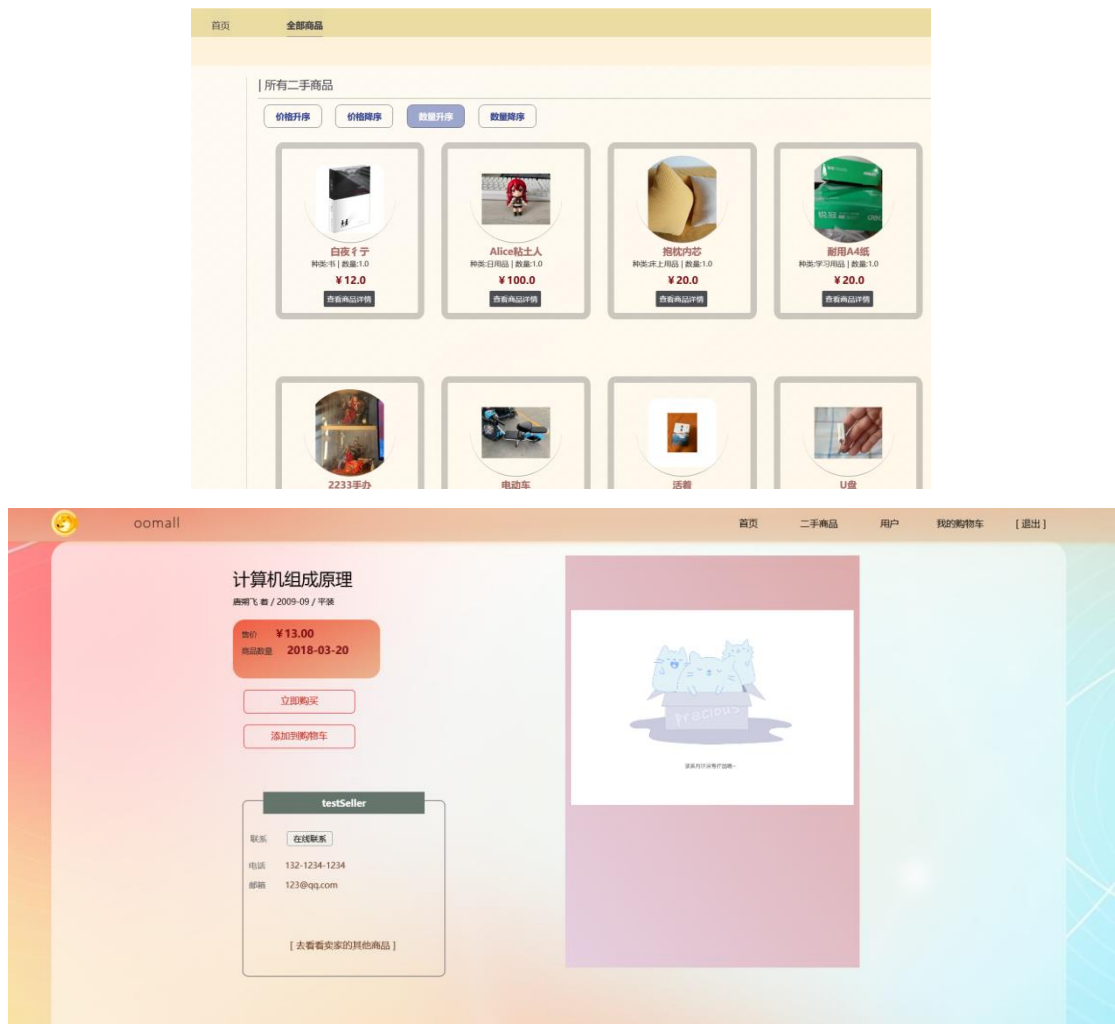 首页 全部商品
| 所有二手商品
价格升序 价格降序 数量升序 数量降序
白夜彳亍 Alice粘土人 抱枕内芯 耐用A4纸
种类:书 | 数量:1.0 种类:日用品 | 数量:1.0 种类:床上用品 | 数量:1.0 种类:学习用品 | 数量:1.0
￥12.0 ￥100.0 ￥20.0 ￥20.0
查看商品详情 查看商品详情 查看商品详情 查看商品详情
2233手办 电动车 活着 U盘
oomall 首页 二手商品 用户 我的购物车 [ 退出 ]
计算机组成原理
唐朔飞 着 / 2009-09 / 平装
售价 ￥13.00
商品数量 2018-03-20
立即购买
添加到购物车
precious
testSeller
联系 在线联系
电话 132-1234-1234
邮箱 123@qq.com
[ 去看看卖家的其他商品 ]